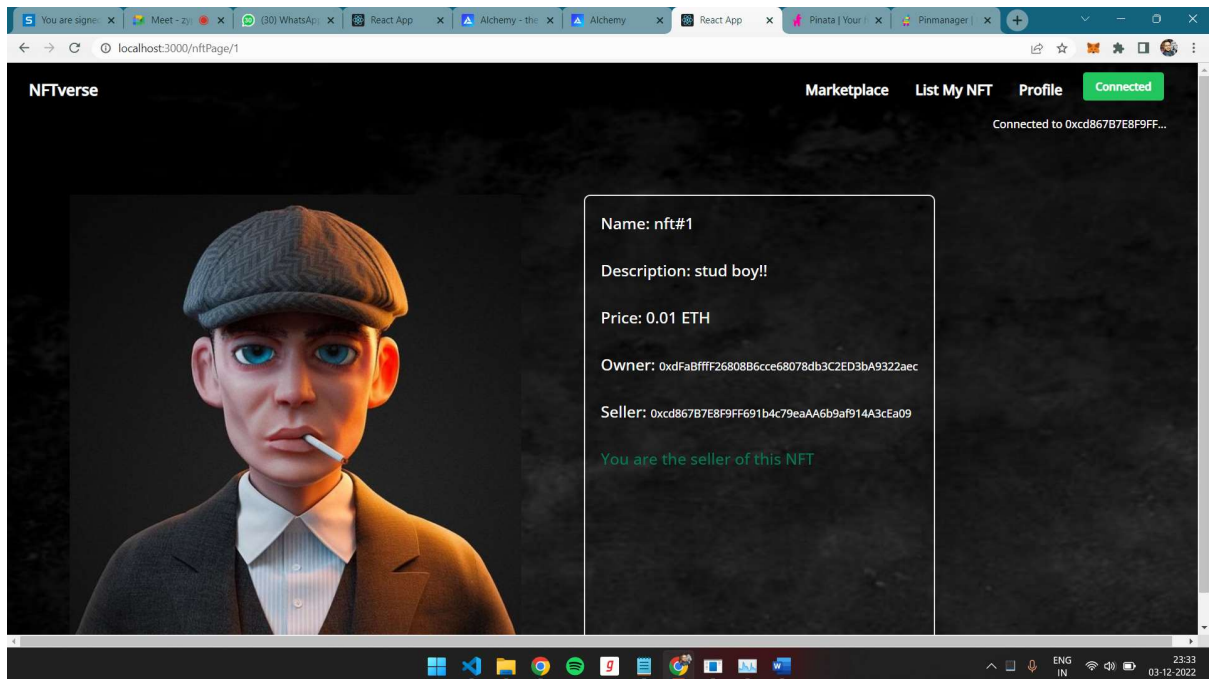 You are signe
Meet - zy
(30) WhatsAp
React App
Alchemy - the
Alchemy
React App
Pinata | Your
Pinmanager |
localhost:3000/nftPage/1
NFTverse
Marketplace
List My NFT
Profile
Connected
Connected to 0xcd867B7E8F9FF...
Name: nft#1
Description: stud boy!!
Price: 0.01 ETH
Owner: 0xdFaBfffF26808B6cce68078db3C2ED3bA9322aec
Seller: 0xcd867B7E8F9FF691b4c79eaAA6b9af914A3cEa09
You are the seller of this NFT
ENG
IN
23:33
03-12-2022